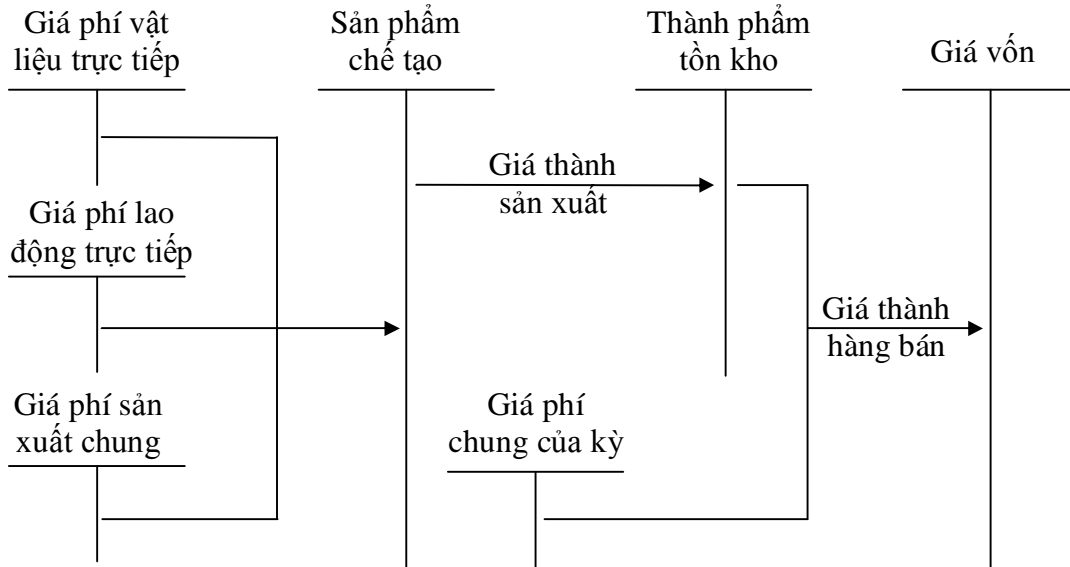 Giá phí vật
liệu trực tiếp
Sản phẩm
chế tạo
Thành phẩm
tồn kho
Giá vốn
Giá thành
sản xuất
Giá phí lao
động trực tiếp
Giá thành
hàng bán
Giá phí sản
xuất chung
Giá phí
chung của kỳ